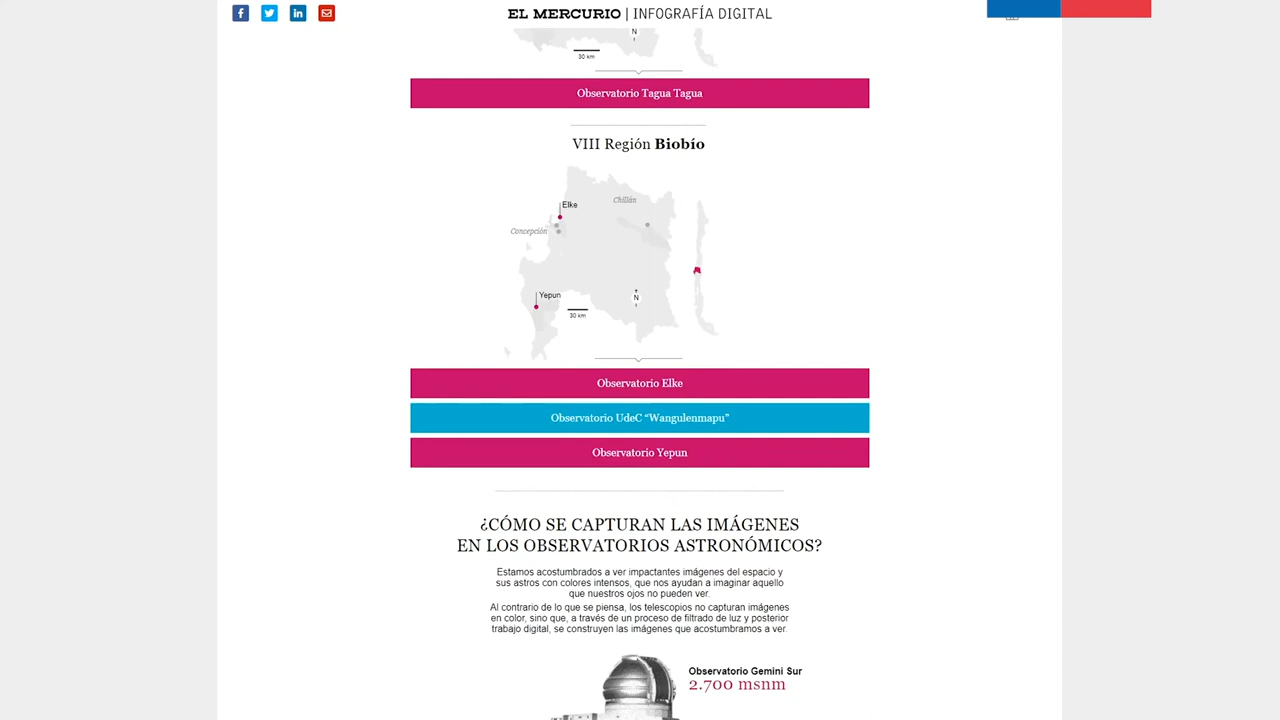 EL MERCURIO | INFOGRAFÍA DIGITAL
N
30 km
Observatorio Tagua Tagua
VIII Región Biobío
Chillán
Elke
Concepción
Yepun
N
30 km
Observatorio Elke
Observatorio UdeC “Wangulenmapu”
Observatorio Yepun
¿CÓMO SE CAPTURAN LAS IMÁGENES
EN LOS OBSERVATORIOS ASTRONÓMICOS?
Estamos acostumbrados a ver impactantes imágenes del espacio y
sus astros con colores intensos, que nos ayudan a imaginar aquello
que nuestros ojos no pueden ver.
Al contrario de lo que se piensa, los telescopios no capturan imágenes
en color, sino que, a través de un proceso de filtrado de luz y posterior
trabajo digital, se construyen las imágenes que acostumbramos a ver.
Observatorio Gemini Sur
2.700 msnm